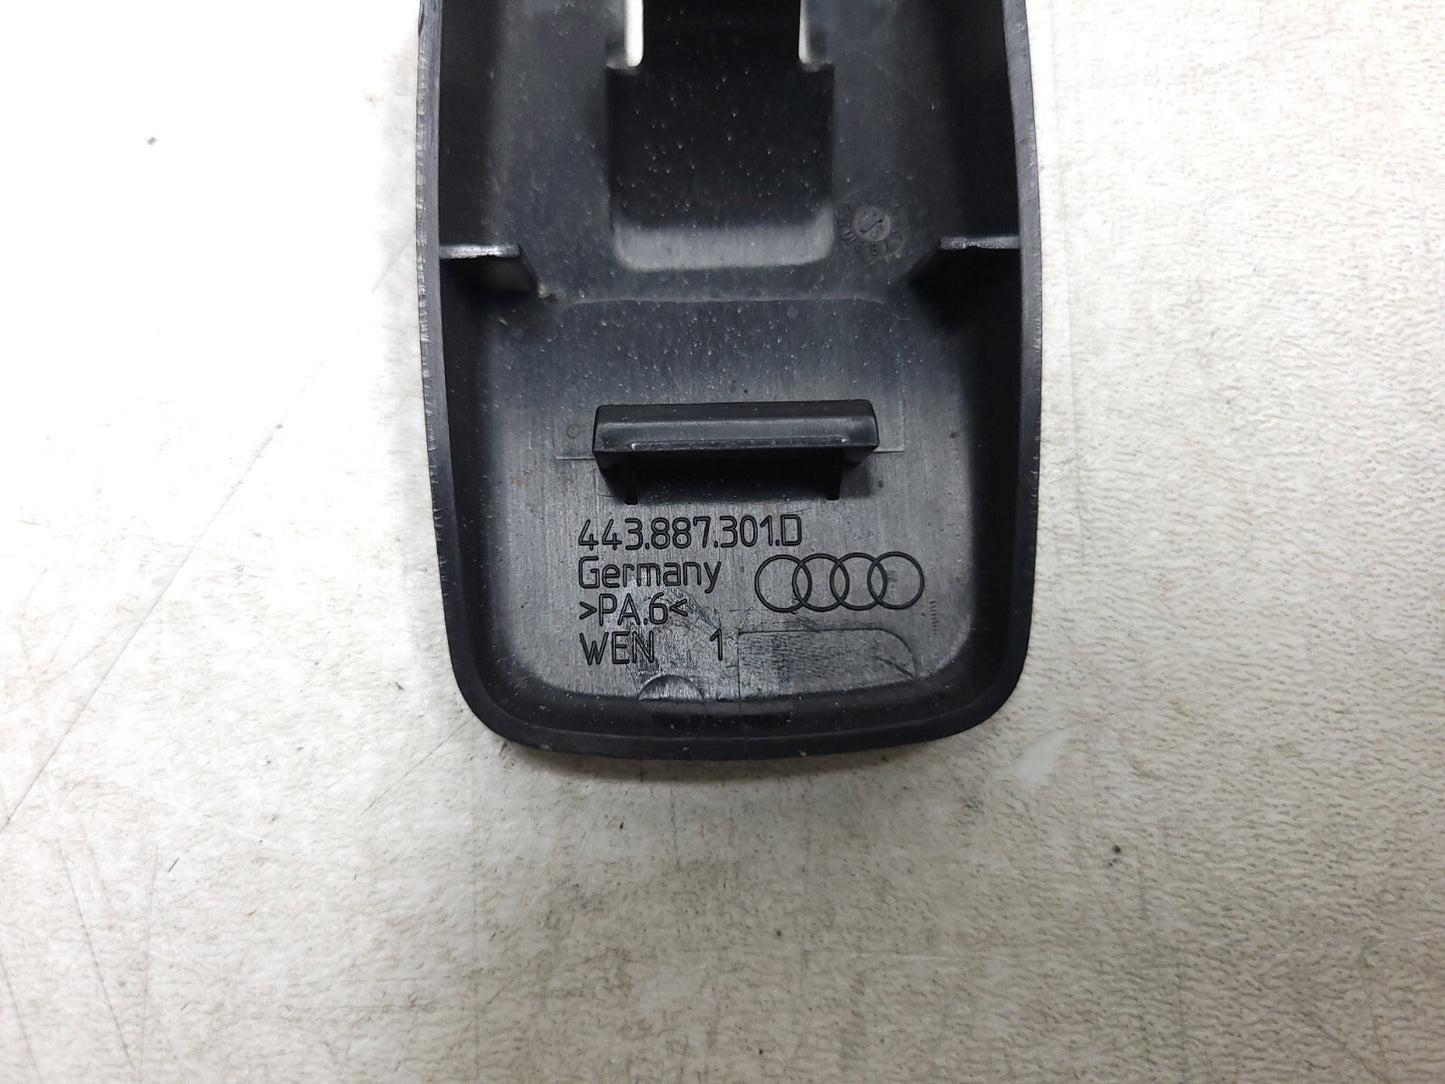 443.887.301.D
Germany
>PA.6<
WEN 1